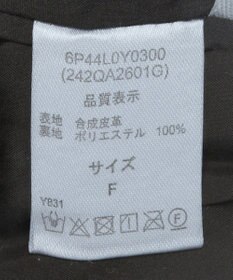 6P44L0Y0300
(242QA2601G)
品質表示
表地 合成皮革
裏地 ポリエステル 100%
サイズ
F
Y831
F